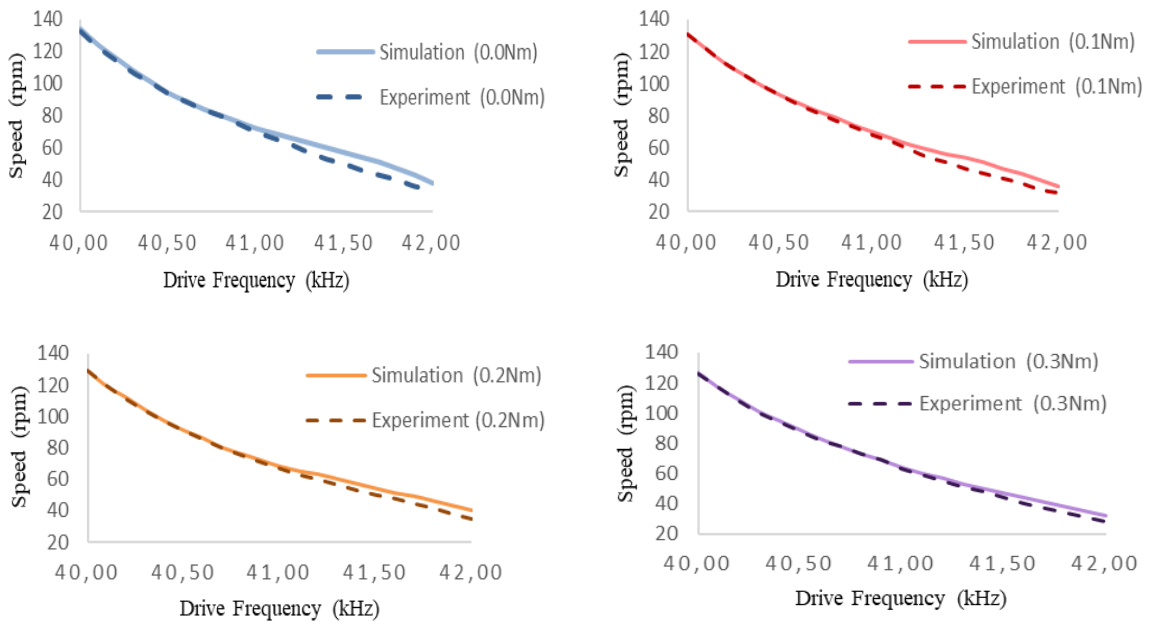 Speed (rpm)
140
120
100
80
60
40
20
Simulation (0.0Nm)
Experiment (0.0Nm)
40,00 40,50 41,00 41,50 42,00
Drive Frequency (kHz)
Speed (rpm)
140
120
100
80
60
40
20
Simulation (0.1Nm)
Experiment (0.1Nm)
40,00 40,50 41,00 41,50 42,00
Drive Frequency (kHz)
Speed (rpm)
140
120
100
80
60
40
20
Simulation (0.2Nm)
Experiment (0.2Nm)
40,00 40,50 41,00 41,50 42,00
Drive Frequency (kHz)
Speed (rpm)
140
120
100
80
60
40
20
Simulation (0.3Nm)
Experiment (0.3Nm)
40,00 40,50 41,00 41,50 42,00
Drive Frequency (kHz)